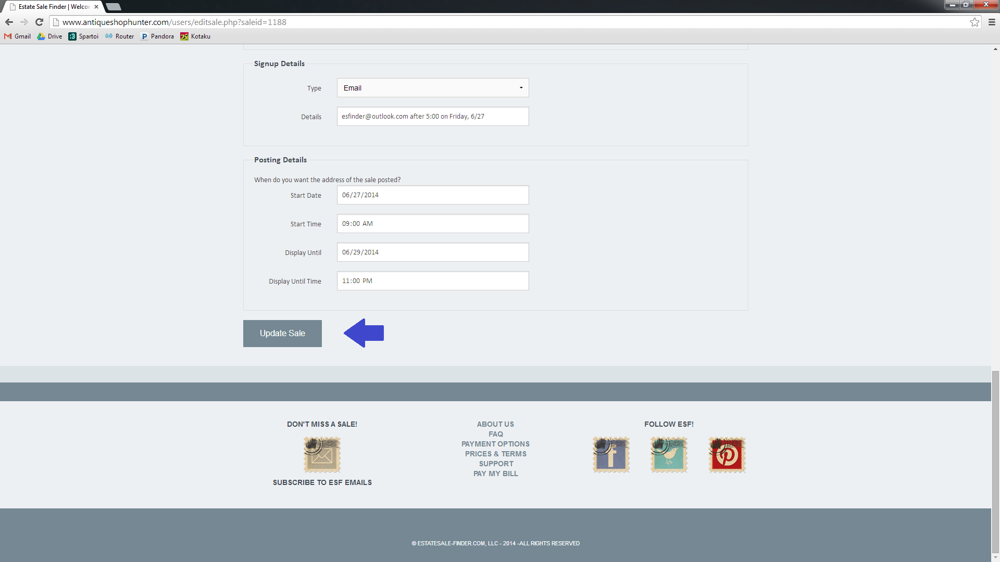 Estate Sale Finder | Welcor
www.antiqueshophunter.com/users/editsale.php?saleid=1188
Gmail Drive Spartoi Router Pandora Kotaku
Signup Details
Type Email
Details esfinder@outlook.com after 5:00 on Friday, 6/27
Posting Details
When do you want the address of the sale posted?
Start Date 06/27/2014
Start Time 09:00 AM
Display Until 06/29/2014
Display Until Time 11:00 PM
Update Sale
DON'T MISS A SALE!
SUBSCRIBE TO ESF EMAILS
ABOUT US
FAQ
PAYMENT OPTIONS
PRICES & TERMS
SUPPORT
PAY MY BILL
FOLLOW ESF!
© ESTATESALE-FINDER.COM, LLC - 2014 -ALL RIGHTS RESERVED